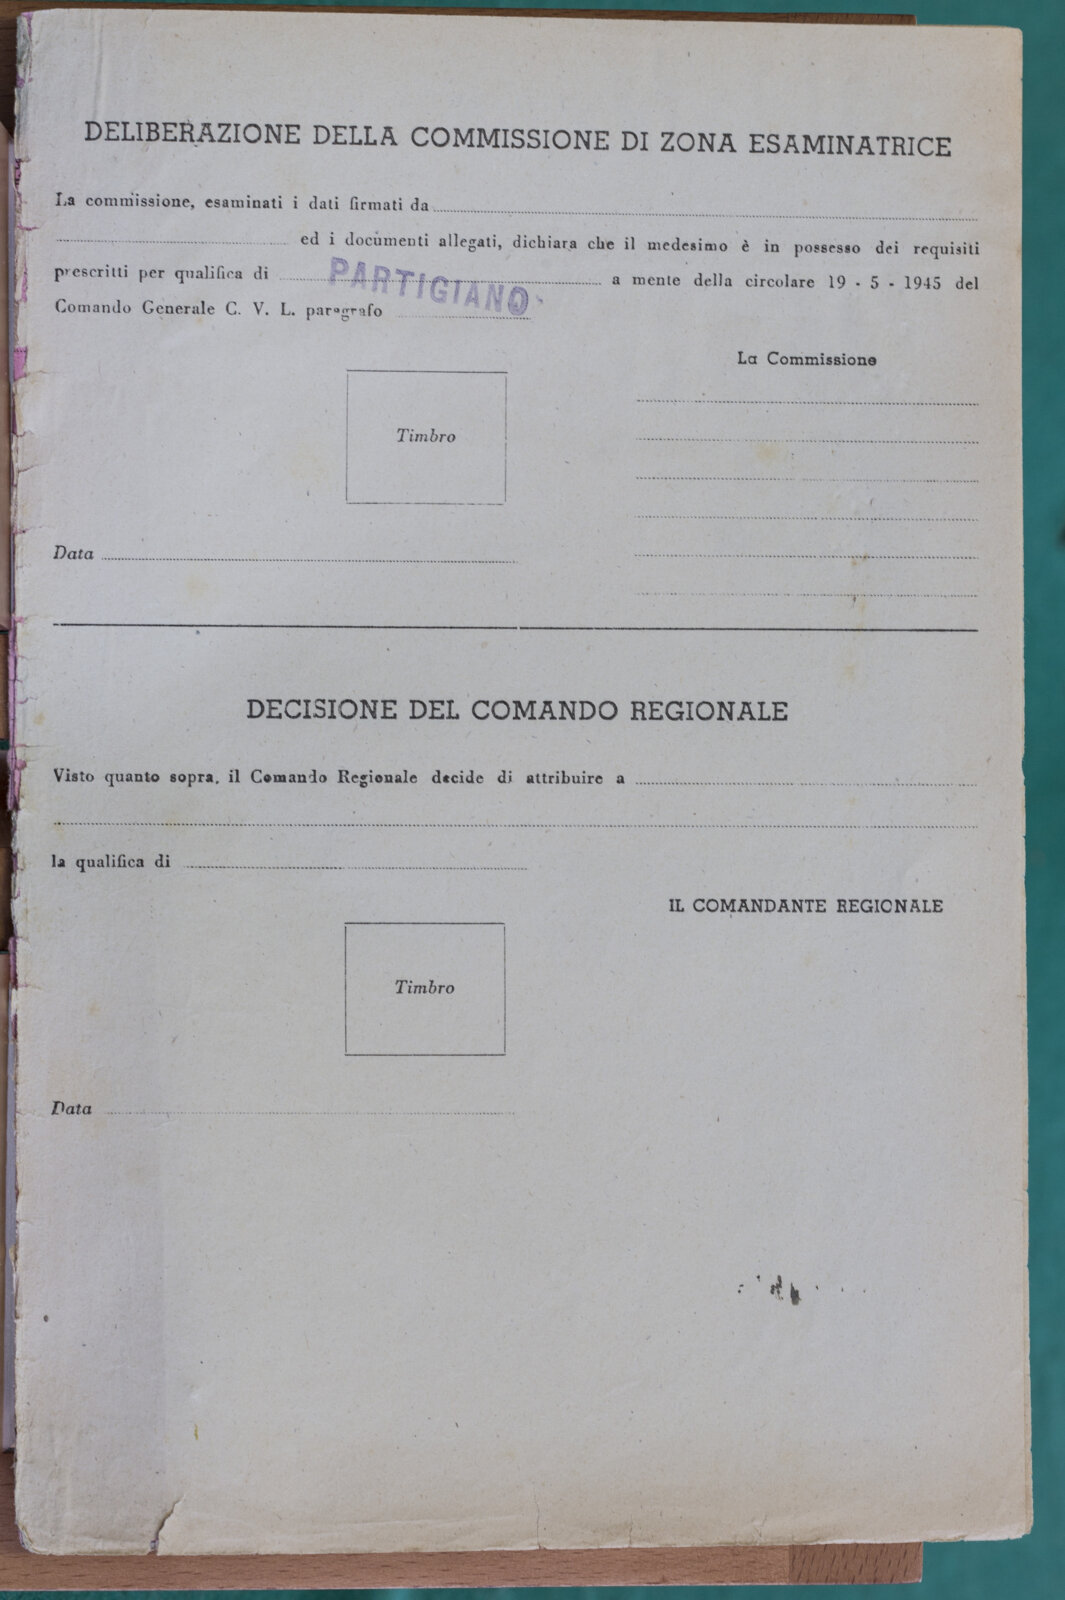 DELIBERAZIONE DELLA COMMISSIONE DI ZONA ESAMINATRICE
La commissione, esaminati i dati firmati da
ed i documenti allegati, dichiara che il medesimo è in possesso dei requisiti
prescritti per qualifica di PARTIGIANO a mente della circolare 19 - 5 - 1945 del
Comando Generale C. V. L. paragrafo
La Commissione
Timbro
Data
DECISIONE DEL COMANDO REGIONALE
Visto quanto sopra, il Comando Regionale decide di attribuire a
la qualifica di
IL COMANDANTE REGIONALE
Timbro
Data